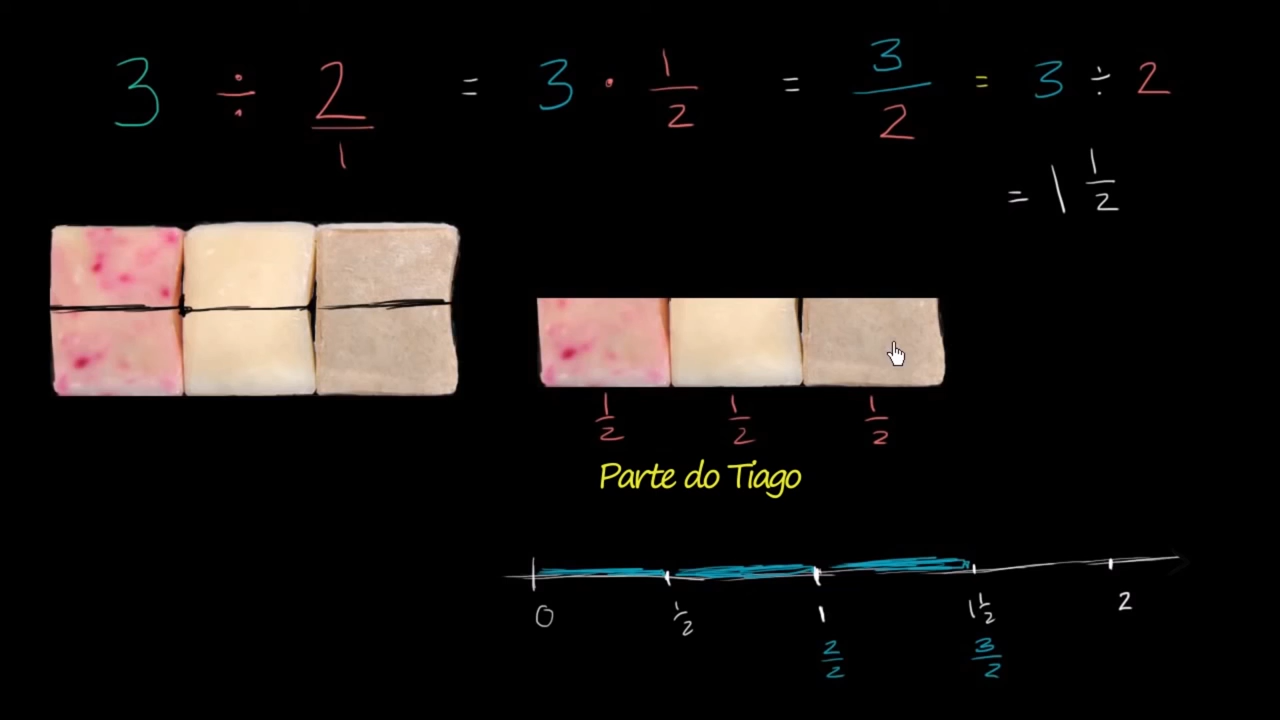 3 ÷ 2/1 = 3 · 1/2 = 3/2 = 3 ÷ 2
= 1 1/2
1/2 1/2 1/2
Parte do Tiago
0 1/2 1 1 1/2 2
2/2 3/2